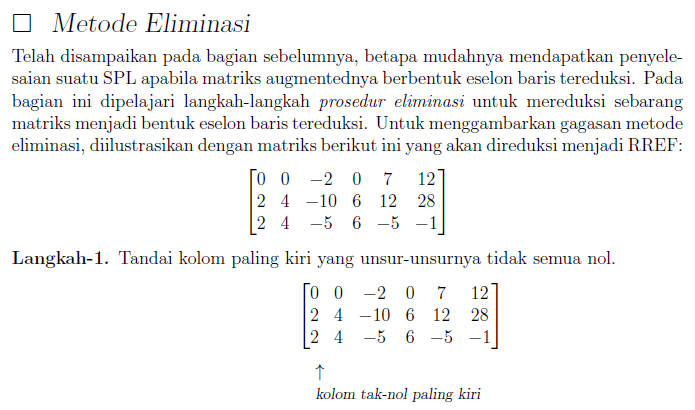 □ Metode Eliminasi
Telah disampaikan pada bagian sebelumnya, betapa mudahnya mendapatkan penyele-
saian suatu SPL apabila matriks augmentednya berbentuk eselon baris tereduksi. Pada
bagian ini dipelajari langkah-langkah prosedur eliminasi untuk mereduksi sebarang
matriks menjadi bentuk eselon baris tereduksi. Untuk menggambarkan gagasan metode
eliminasi, diilustrasikan dengan matriks berikut ini yang akan direduksi menjadi RREF:
0 0 −2 0 7 12
2 4 −10 6 12 28
2 4 −5 6 −5 −1
Langkah-1. Tandai kolom paling kiri yang unsur-unsurnya tidak semua nol.
0 0 −2 0 7 12
2 4 −10 6 12 28
2 4 −5 6 −5 −1
↑
kolom tak-nol paling kiri